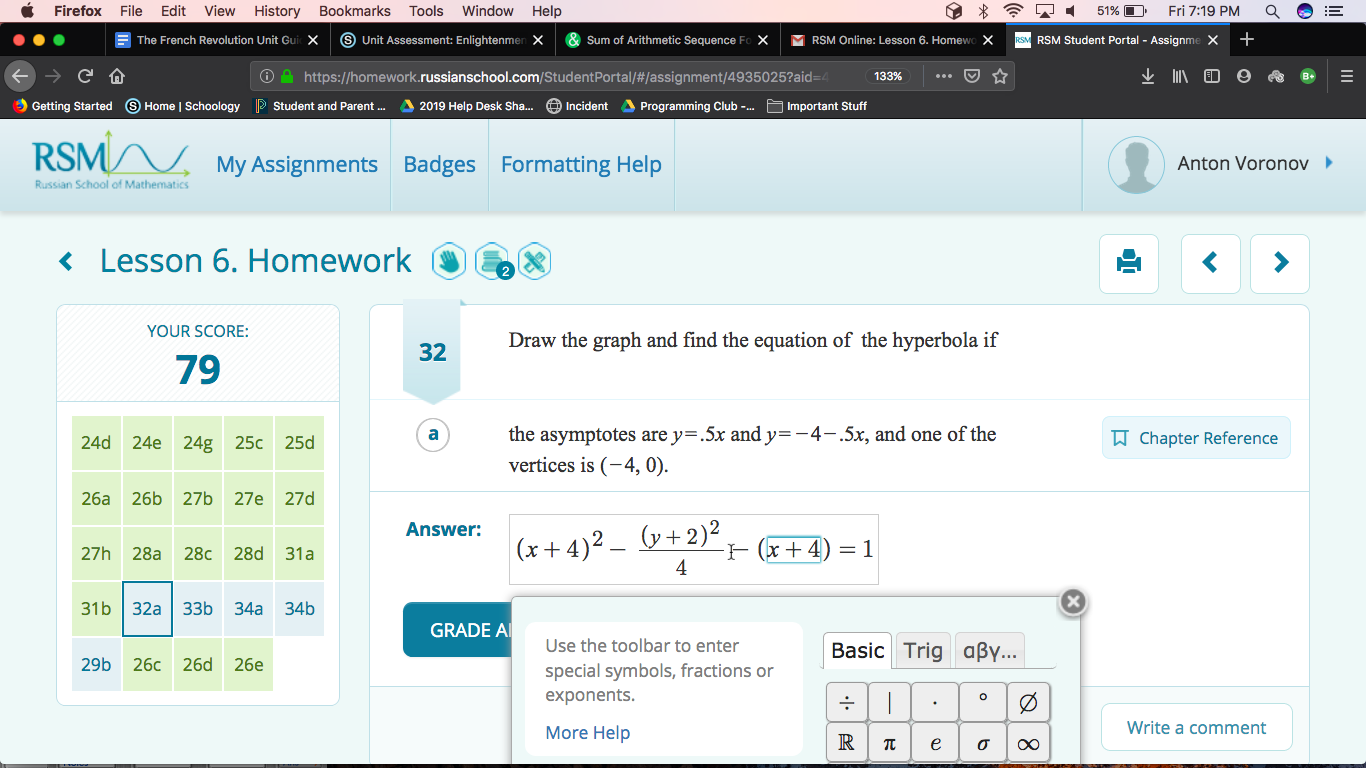 Firefox File Edit View History Bookmarks Tools Window Help 51% Fri 7:19 PM
The French Revolution Unit Gui Unit Assessment: Enlightenmen Sum of Arithmetic Sequence Fo RSM Online: Lesson 6. Homewo RSM RSM Student Portal - Assignme
https://homework.russianschool.com/StudentPortal/#/assignment/4935025?aid=4 133%
Getting Started Home | Schoology Student and Parent ... 2019 Help Desk Sha... Incident Programming Club -... Important Stuff
RSM
Russian School of Mathematics
My Assignments Badges Formatting Help Anton Voronov
Lesson 6. Homework 2
YOUR SCORE:
79
24d 24e 24g 25c 25d
26a 26b 27b 27e 27d
27h 28a 28c 28d 31a
31b 32a 33b 34a 34b
29b 26c 26d 26e
32 Draw the graph and find the equation of the hyperbola if
a the asymptotes are y=.5x and y=−4−.5x, and one of the
vertices is (−4, 0).
Chapter Reference
Answer: (x+4)² − (y+2)²/4 − (x+4) = 1
GRADE A
Use the toolbar to enter
special symbols, fractions or
exponents.
More Help
Basic Trig αβγ...
÷ | · ° ∅
ℝ π e σ ∞
Write a comment